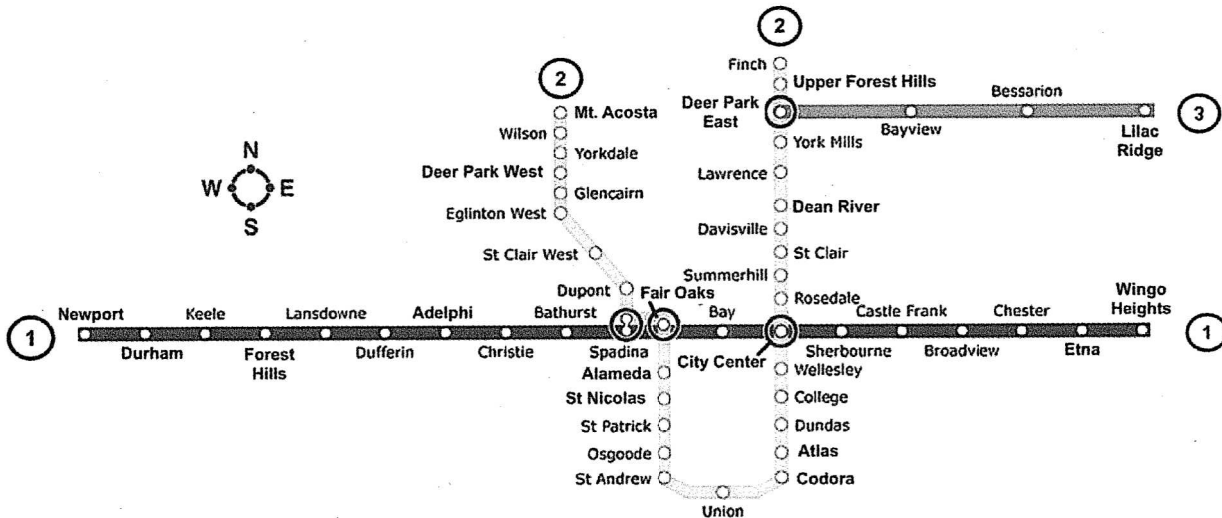 2
Finch
2
Upper Forest Hills
Bessarion
Mt. Acosta
Deer Park
East
3
Wilson
Bayview
Lilac
Ridge
N
Yorkdale
York Mills
W E
Deer Park West
Lawrence
S
Glencairn
Eglinton West
Dean River
Davisville
St Clair West
St Clair
Summerhill
Dupont
Fair Oaks
Rosedale
Wingo
Heights
Newport
Keele
Lansdowne
Adelphi
Bathurst
Bay
Castle Frank
Chester
1
1
Durham
Forest
Hills
Dufferin
Christie
Spadina
City Center
Sherbourne
Broadview
Etna
Alameda
Wellesley
St Nicolas
College
St Patrick
Dundas
Osgoode
Atlas
St Andrew
Codora
Union